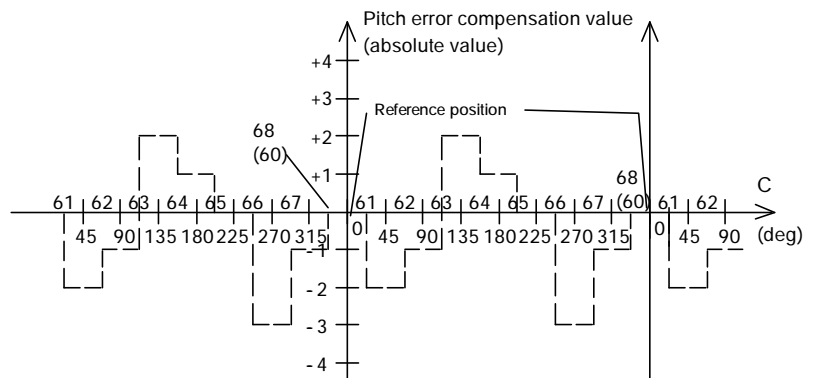 Pitch error compensation value
(absolute value)
+4
+3
Reference position
68
(60)
+2
+1
68
(60)
C
61 62 63 64 65 66 67 61 62 63 64 65 66 67 61 62
45 90 135 180 225 270 315 0 45 90 135 180 225 270 315 0 45 90 (deg)
-1
-2
-3
-4